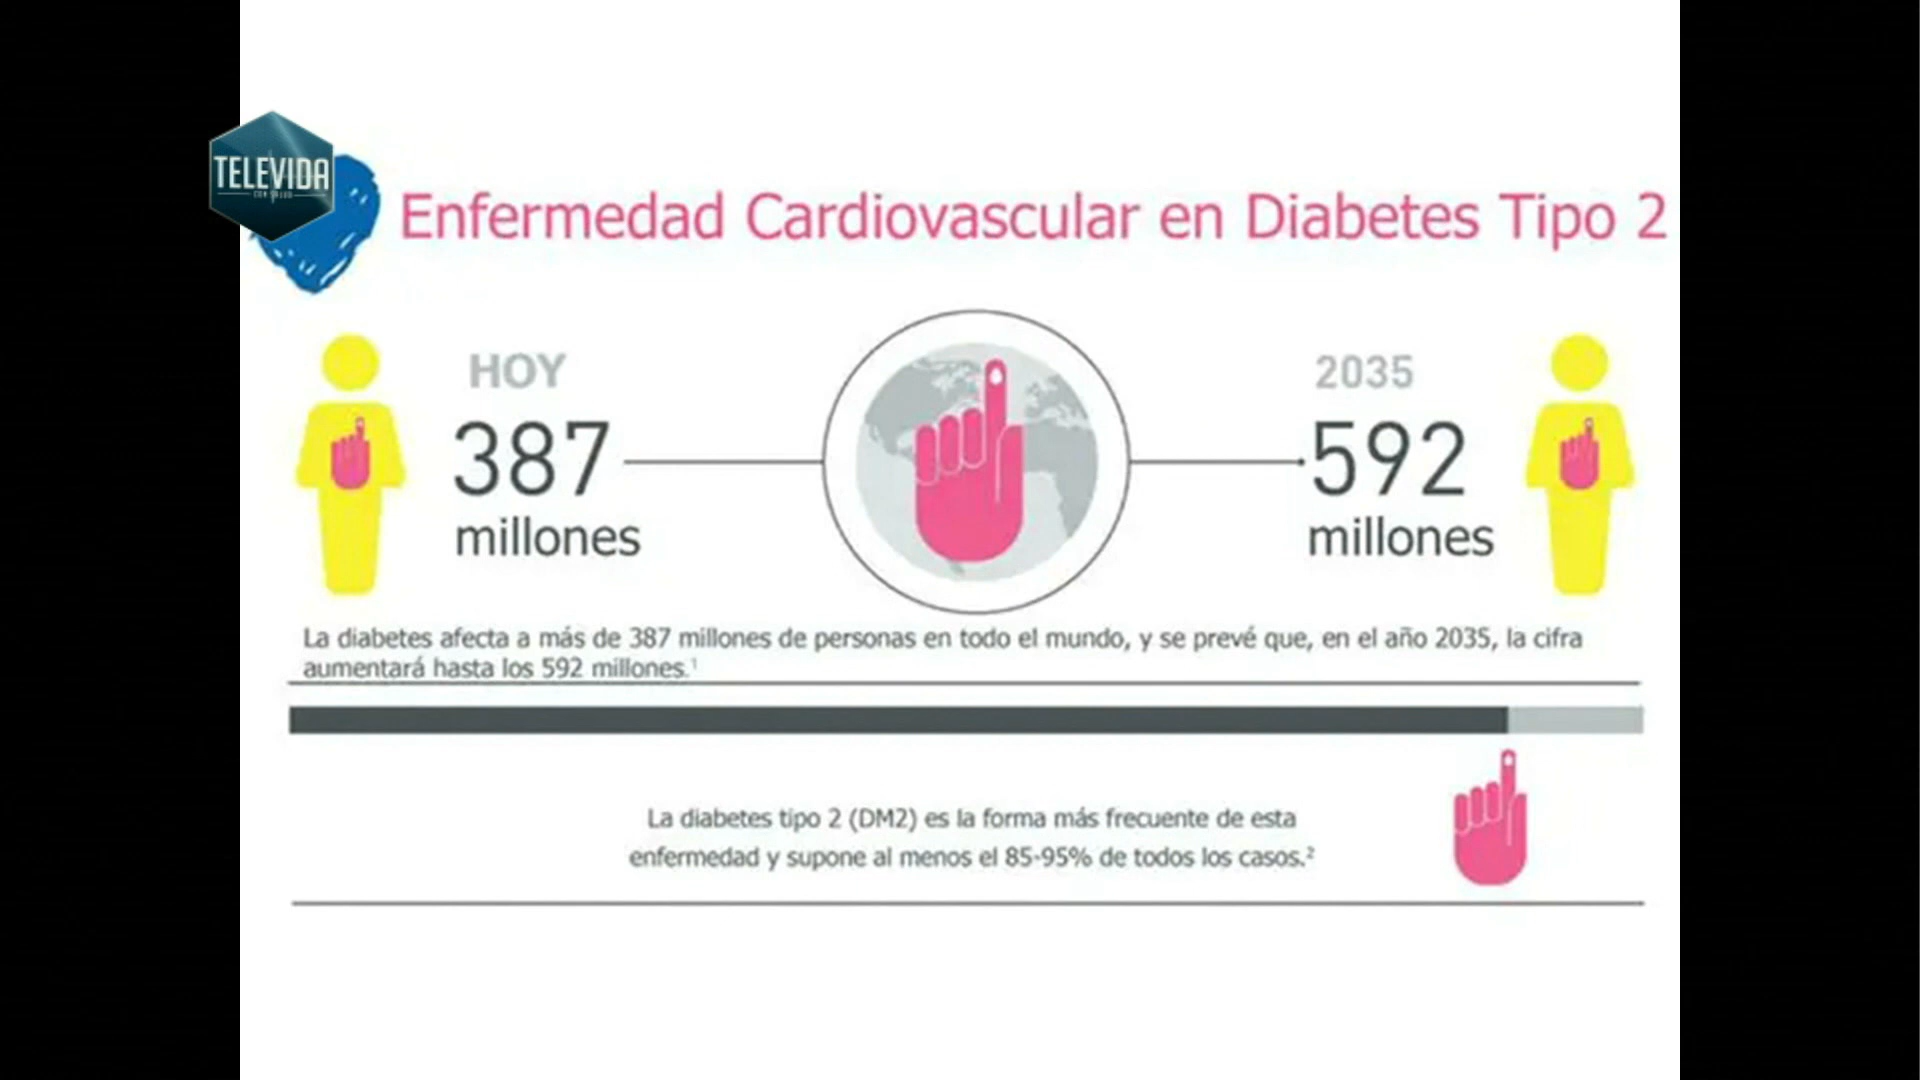 TELEVIDA
CON SALUD
Enfermedad Cardiovascular en Diabetes Tipo 2
HOY
387
millones
2035
592
millones
La diabetes afecta a más de 387 millones de personas en todo el mundo, y se prevé que, en el año 2035, la cifra
aumentará hasta los 592 millones.¹
La diabetes tipo 2 (DM2) es la forma más frecuente de esta
enfermedad y supone al menos el 85-95% de todos los casos.²